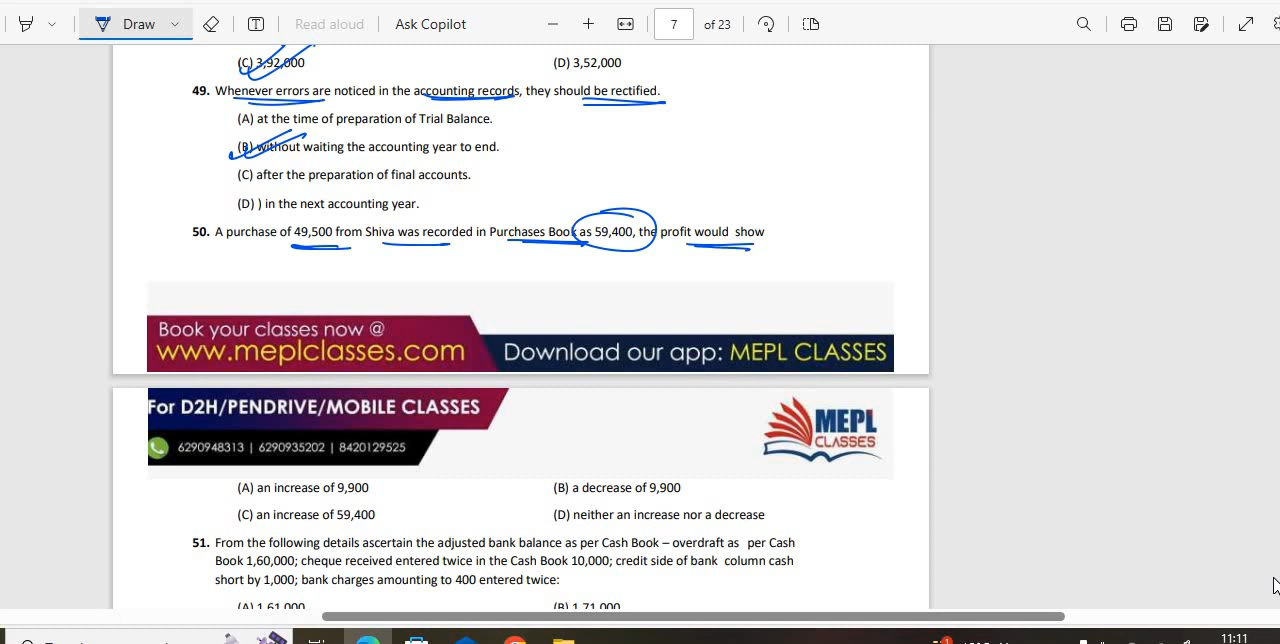 Draw
Read aloud
Ask Copilot
7 of 23
(C) 3,92,000 (D) 3,52,000
49. Whenever errors are noticed in the accounting records, they should be rectified.
(A) at the time of preparation of Trial Balance.
(B) without waiting the accounting year to end.
(C) after the preparation of final accounts.
(D) ) in the next accounting year.
50. A purchase of 49,500 from Shiva was recorded in Purchases Book as 59,400, the profit would show
Book your classes now @
www.meplclasses.com
Download our app: MEPL CLASSES
For D2H/PENDRIVE/MOBILE CLASSES
6290948313 | 6290935202 | 8420129525
MEPL
CLASSES
(A) an increase of 9,900 (B) a decrease of 9,900
(C) an increase of 59,400 (D) neither an increase nor a decrease
51. From the following details ascertain the adjusted bank balance as per Cash Book – overdraft as per Cash
Book 1,60,000; cheque received entered twice in the Cash Book 10,000; credit side of bank column cash
short by 1,000; bank charges amounting to 400 entered twice:
(A) 1,61,000 (B) 1,71,000
11:11